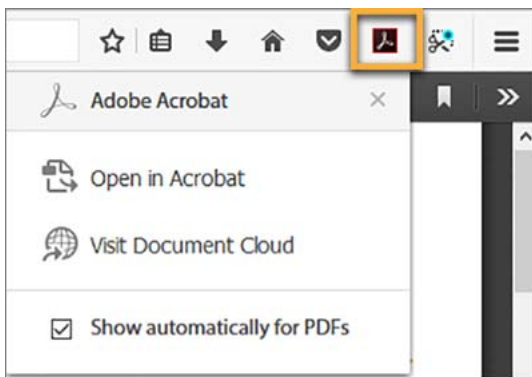 Adobe Acrobat
Open in Acrobat
Visit Document Cloud
Show automatically for PDFs